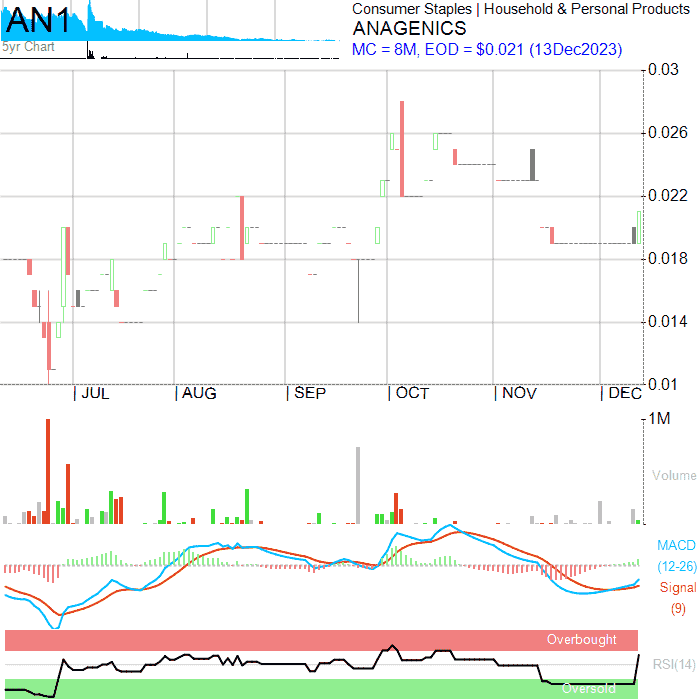 AN1
5yr Chart
Consumer Staples | Household & Personal Products
ANAGENICS
MC = 8M, EOD = $0.021 (13Dec2023)
0.03
0.026
0.022
0.018
0.014
0.01
JUL AUG SEP OCT NOV DEC
1M
Volume
MACD
(12-26)
Signal
(9)
Overbought
RSI(14)
Oversold